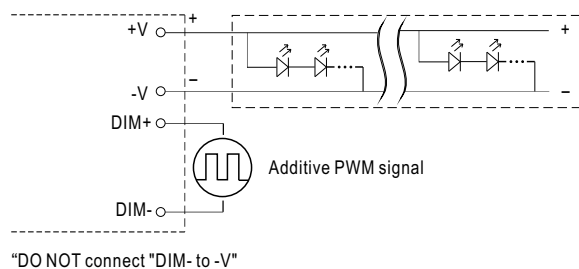 +V
+
+
-V
–
–
DIM+
Additive PWM signal
DIM-
“DO NOT connect "DIM- to -V"